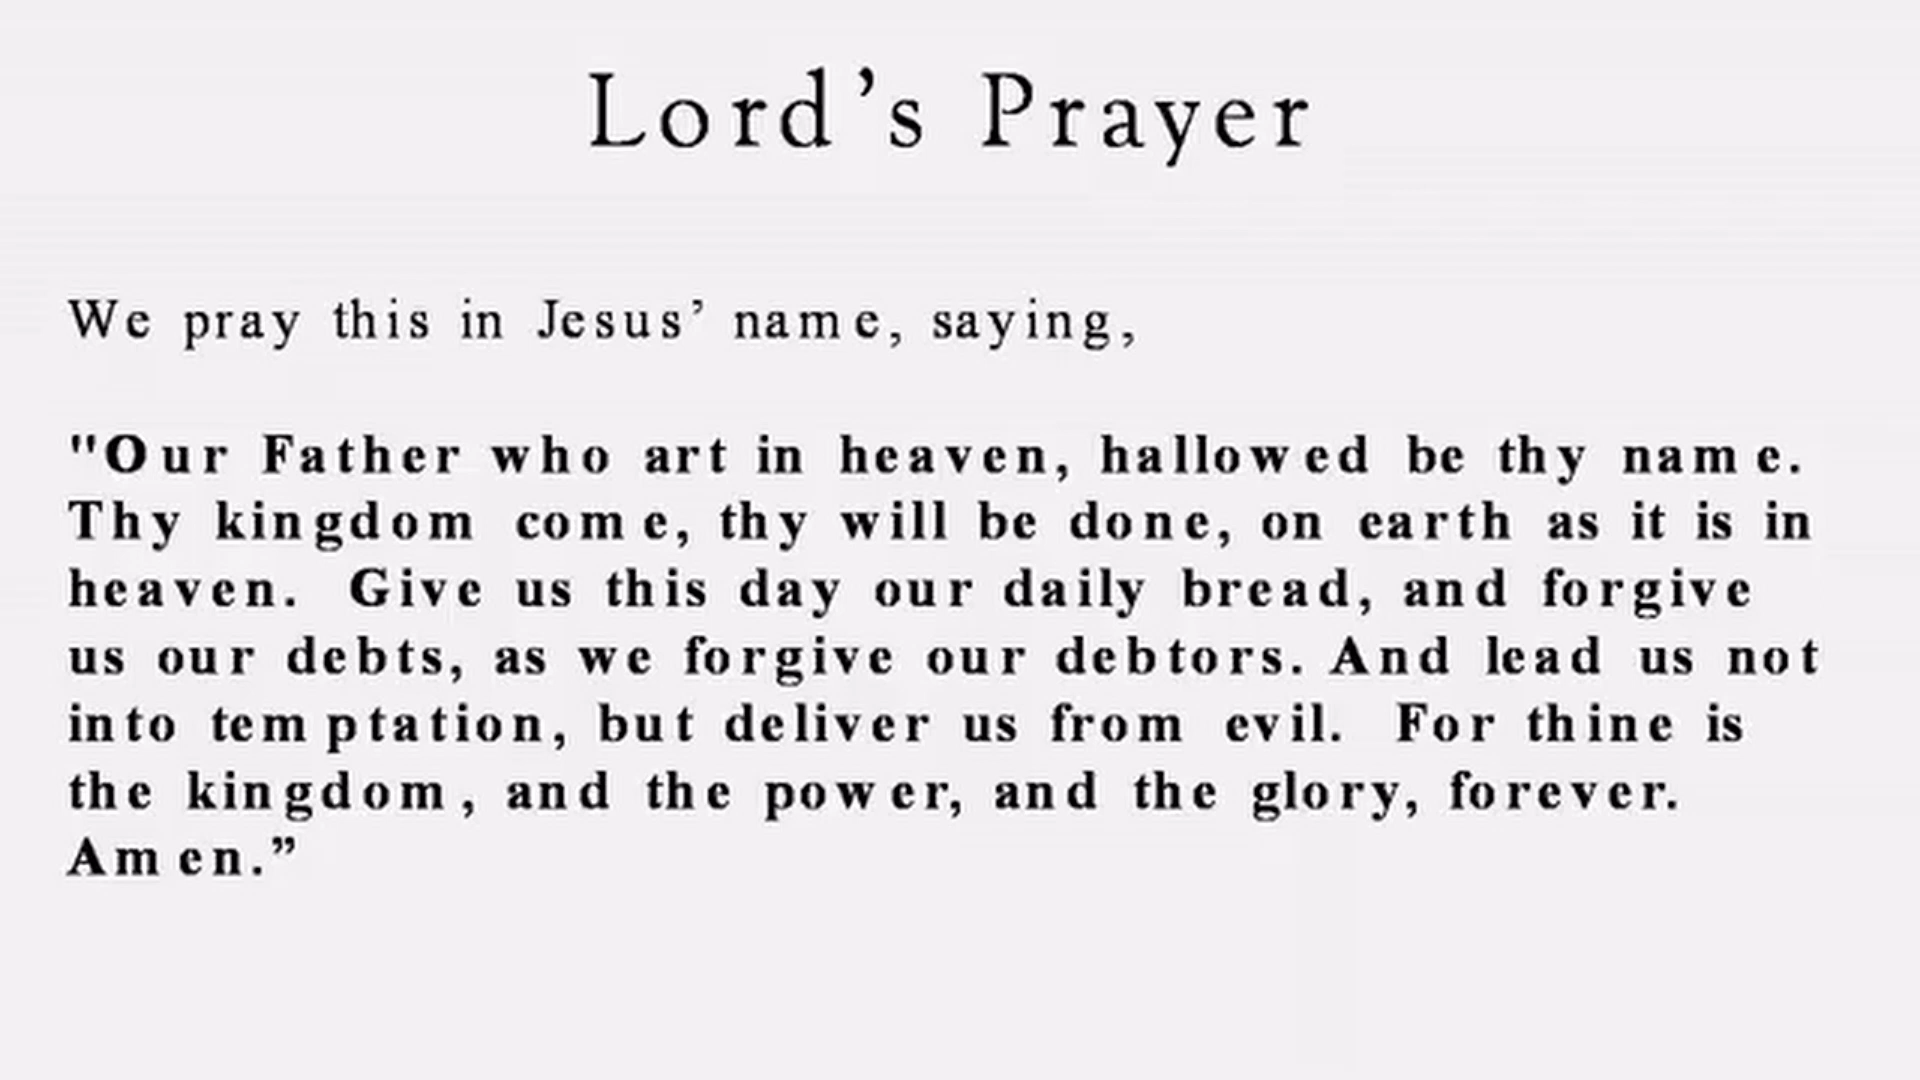 Lord’s Prayer
We pray this in Jesus’ name, saying,
"Our Father who art in heaven, hallowed be thy name.
Thy kingdom come, thy will be done, on earth as it is in
heaven. Give us this day our daily bread, and forgive
us our debts, as we forgive our debtors. And lead us not
into temptation, but deliver us from evil. For thine is
the kingdom, and the power, and the glory, forever.
Amen.”